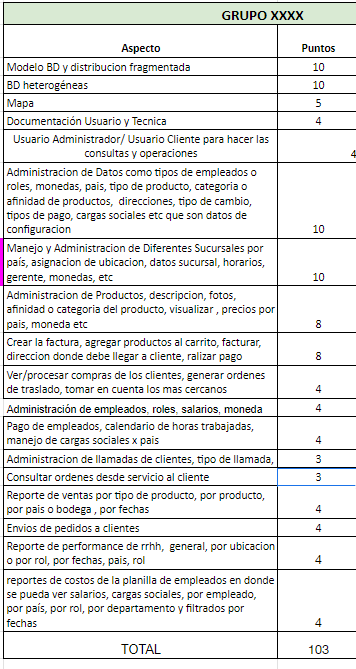 GRUPO XXXX
Aspecto Puntos
Modelo BD y distribucion fragmentada 10
BD heterogéneas 10
Mapa 5
Documentación Usuario y Tecnica 4
Usuario Administrador/ Usuario Cliente para hacer las
consultas y operaciones 4
Administracion de Datos como tipos de empleados o
roles, monedas, pais, tipo de producto, categoria o
afinidad de productos, direcciones, tipo de cambio,
tipos de pago, cargas sociales etc que son datos de
configuracion 10
Manejo y Administracion de Diferentes Sucursales por
país, asignacion de ubicacion, datos sucursal, horarios,
gerente, monedas, etc 10
Administracion de Productos, descripcion, fotos,
afinidad o categoria del producto, visualizar , precios por
pais, moneda etc 8
Crear la factura, agregar productos al carrito, facturar,
direccion donde debe llegar a cliente, ralizar pago 8
Ver/procesar compras de los clientes, generar ordenes
de traslado, tomar en cuenta los mas cercanos 4
Administración de empleados, roles, salarios, moneda 4
Pago de empleados, calendario de horas trabajadas,
manejo de cargas sociales x pais 4
Administracion de llamadas de clientes, tipo de llamada, 3
Consultar ordenes desde servicio al cliente 3
Reporte de ventas por tipo de producto, por producto,
por pais o bodega , por fechas 4
Envios de pedidos a clientes 4
Reporte de performance de rrhh, general, por ubicacion
o por rol, por fechas, pais, rol 4
reportes de costos de la planilla de empleados en donde
se pueda ver salarios, cargas sociales, por empleado,
por país, por rol, por departamento y filtrados por
fechas 4
TOTAL 103